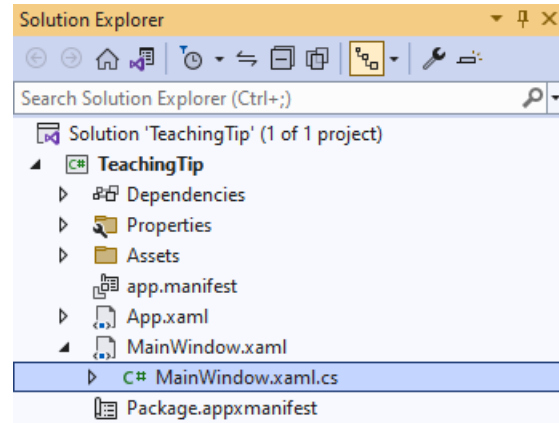 Solution Explorer
Search Solution Explorer (Ctrl+;)
Solution 'TeachingTip' (1 of 1 project)
C# TeachingTip
Dependencies
Properties
Assets
app.manifest
App.xaml
MainWindow.xaml
C# MainWindow.xaml.cs
Package.appxmanifest